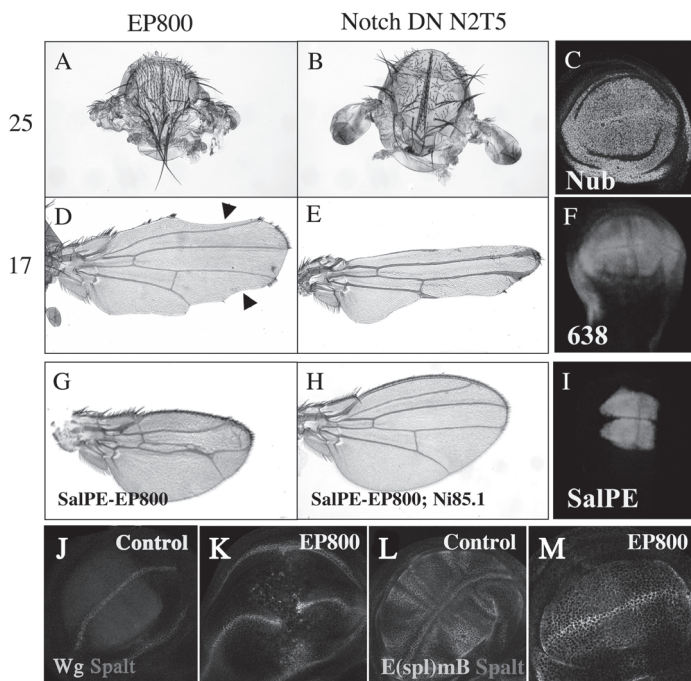 EP800 Notch DN N2T5
A B C
25
Nub
D E F
17
638
G H I
SalPE-EP800 SalPE-EP800; Ni85.1 SalPE
J Control K EP800 L Control M EP800
Wg Spalt E(spl)mB Spalt